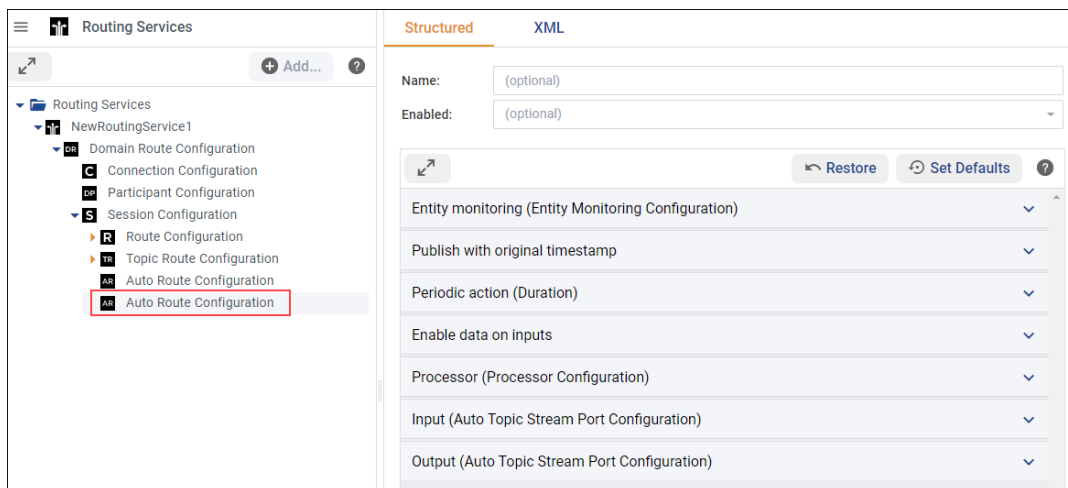 Routing Services
Structured XML
Add... ?
Name: (optional)
Enabled: (optional)
Routing Services
NewRoutingService1
DR Domain Route Configuration
C Connection Configuration
DP Participant Configuration
S Session Configuration
R Route Configuration
TR Topic Route Configuration
AR Auto Route Configuration
AR Auto Route Configuration
Restore Set Defaults ?
Entity monitoring (Entity Monitoring Configuration)
Publish with original timestamp
Periodic action (Duration)
Enable data on inputs
Processor (Processor Configuration)
Input (Auto Topic Stream Port Configuration)
Output (Auto Topic Stream Port Configuration)